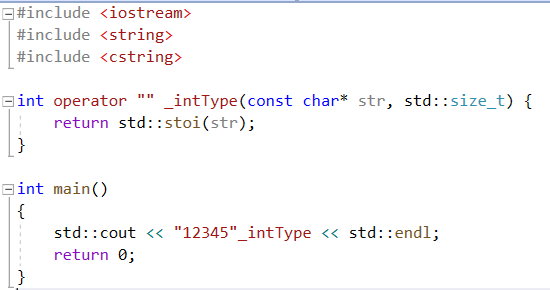 #include <iostream>
#include <string>
#include <cstring>
int operator "" _intType(const char* str, std::size_t) {
return std::stoi(str);
}
int main()
{
std::cout << "12345"_intType << std::endl;
return 0;
}